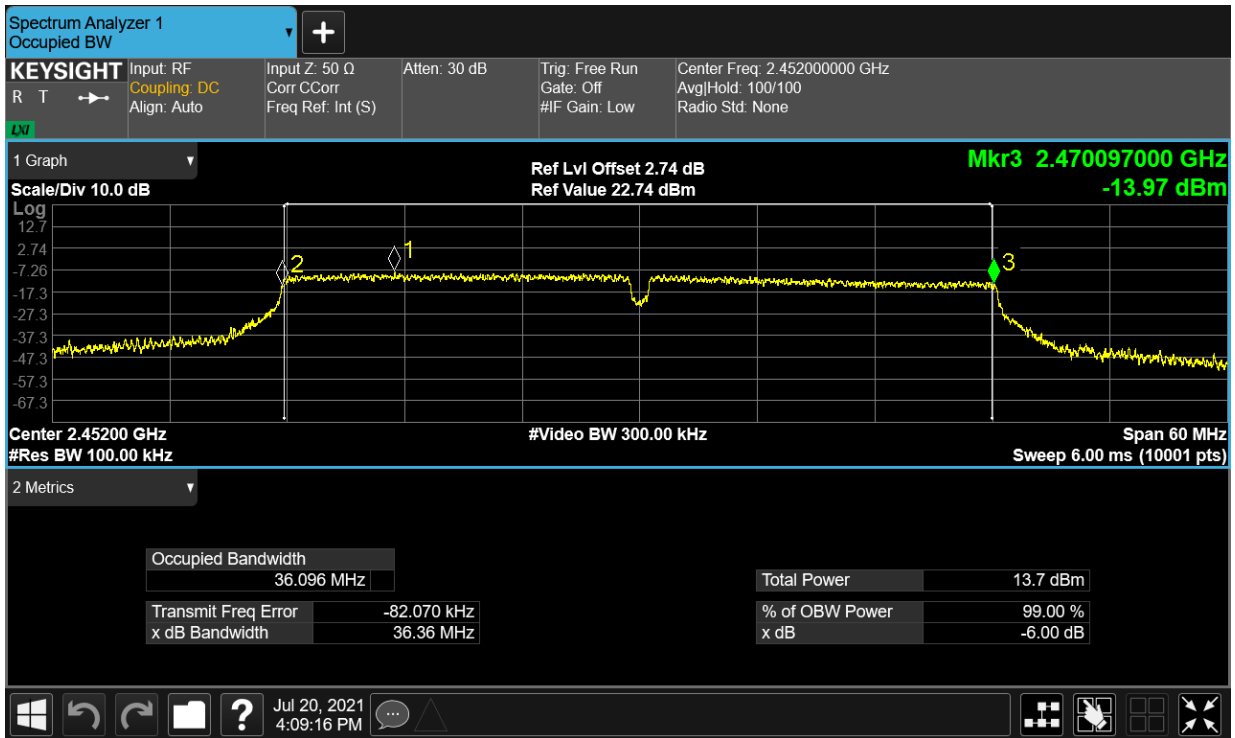 Spectrum Analyzer 1
Occupied BW
KEYSIGHT
R T
LXI
Input: RF
Coupling: DC
Align: Auto
Input Z: 50 Ω
Corr CCorr
Freq Ref: Int (S)
Atten: 30 dB
Trig: Free Run
Gate: Off
#IF Gain: Low
Center Freq: 2.452000000 GHz
Avg|Hold: 100/100
Radio Std: None
1 Graph
Scale/Div 10.0 dB
Ref Lvl Offset 2.74 dB
Ref Value 22.74 dBm
Mkr3 2.470097000 GHz
-13.97 dBm
Log
12.7
2.74
-7.26
-17.3
-27.3
-37.3
-47.3
-57.3
-67.3
2
1
3
Center 2.45200 GHz
#Res BW 100.00 kHz
#Video BW 300.00 kHz
Span 60 MHz
Sweep 6.00 ms (10001 pts)
2 Metrics
Occupied Bandwidth
36.096 MHz
Transmit Freq Error -82.070 kHz
x dB Bandwidth 36.36 MHz
Total Power 13.7 dBm
% of OBW Power 99.00 %
x dB -6.00 dB
?
Jul 20, 2021
4:09:16 PM